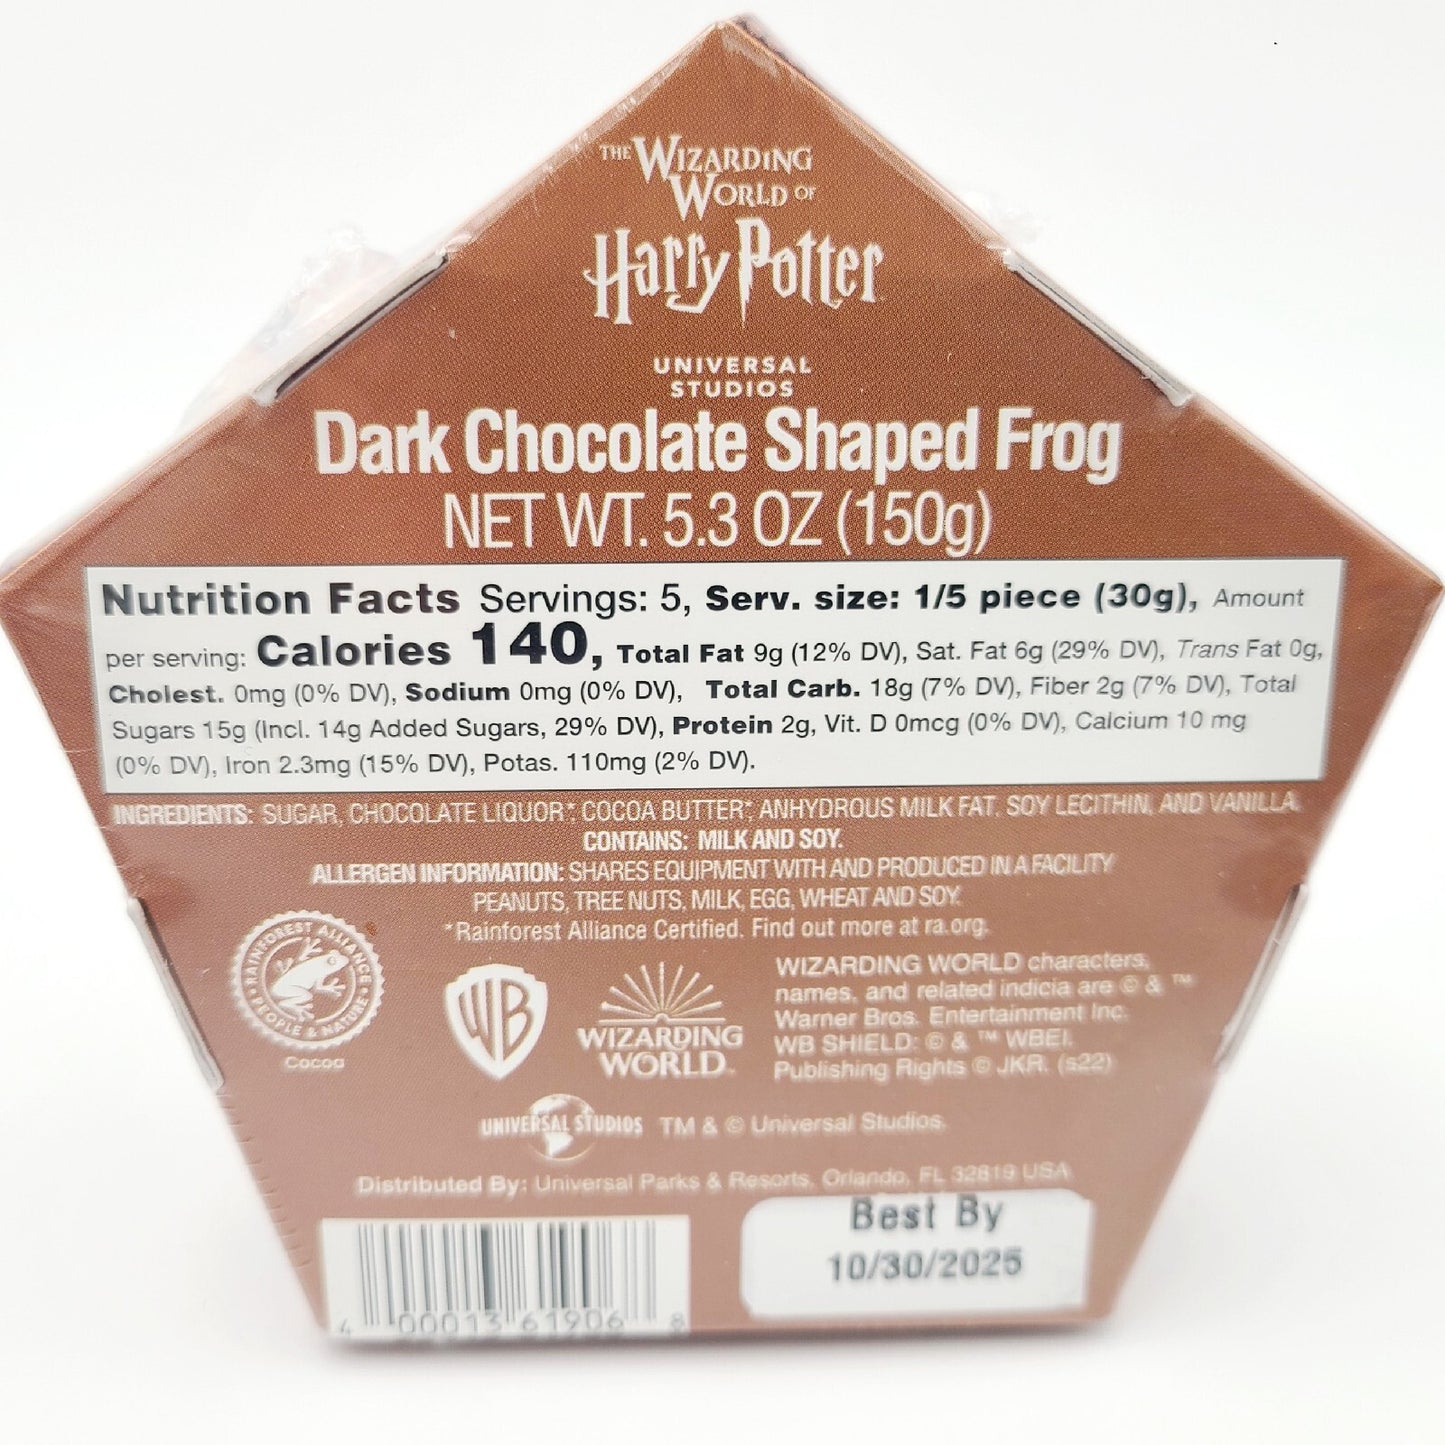 THE WIZARDING
WORLD OF
Harry Potter
UNIVERSAL
STUDIOS
Dark Chocolate Shaped Frog
NET WT. 5.3 OZ (150g)
Nutrition Facts Servings: 5, Serv. size: 1/5 piece (30g), Amount
per serving: Calories 140, Total Fat 9g (12% DV), Sat. Fat 6g (29% DV), Trans Fat 0g,
Cholest. 0mg (0% DV), Sodium 0mg (0% DV), Total Carb. 18g (7% DV), Fiber 2g (7% DV), Total
Sugars 15g (Incl. 14g Added Sugars, 29% DV), Protein 2g, Vit. D 0mcg (0% DV), Calcium 10 mg
(0% DV), Iron 2.3mg (15% DV), Potas. 110mg (2% DV).
INGREDIENTS: SUGAR, CHOCOLATE LIQUOR*, COCOA BUTTER*, ANHYDROUS MILK FAT, SOY LECITHIN, AND VANILLA.
CONTAINS: MILK AND SOY.
ALLERGEN INFORMATION: SHARES EQUIPMENT WITH AND PRODUCED IN A FACILITY
PEANUTS, TREE NUTS, MILK, EGG, WHEAT AND SOY.
*Rainforest Alliance Certified. Find out more at ra.org.
RAINFOREST ALLIANCE
PEOPLE & NATURE
Cocoa
WB
WIZARDING
WORLD
WIZARDING WORLD characters,
names, and related indicia are © & ™
Warner Bros. Entertainment Inc.
WB SHIELD: © & ™ WBEI.
Publishing Rights © JKR. (s22)
UNIVERSAL STUDIOS TM & © Universal Studios.
Distributed By: Universal Parks & Resorts, Orlando, FL 32819 USA
4 00013 61906 8
Best By
10/30/2025